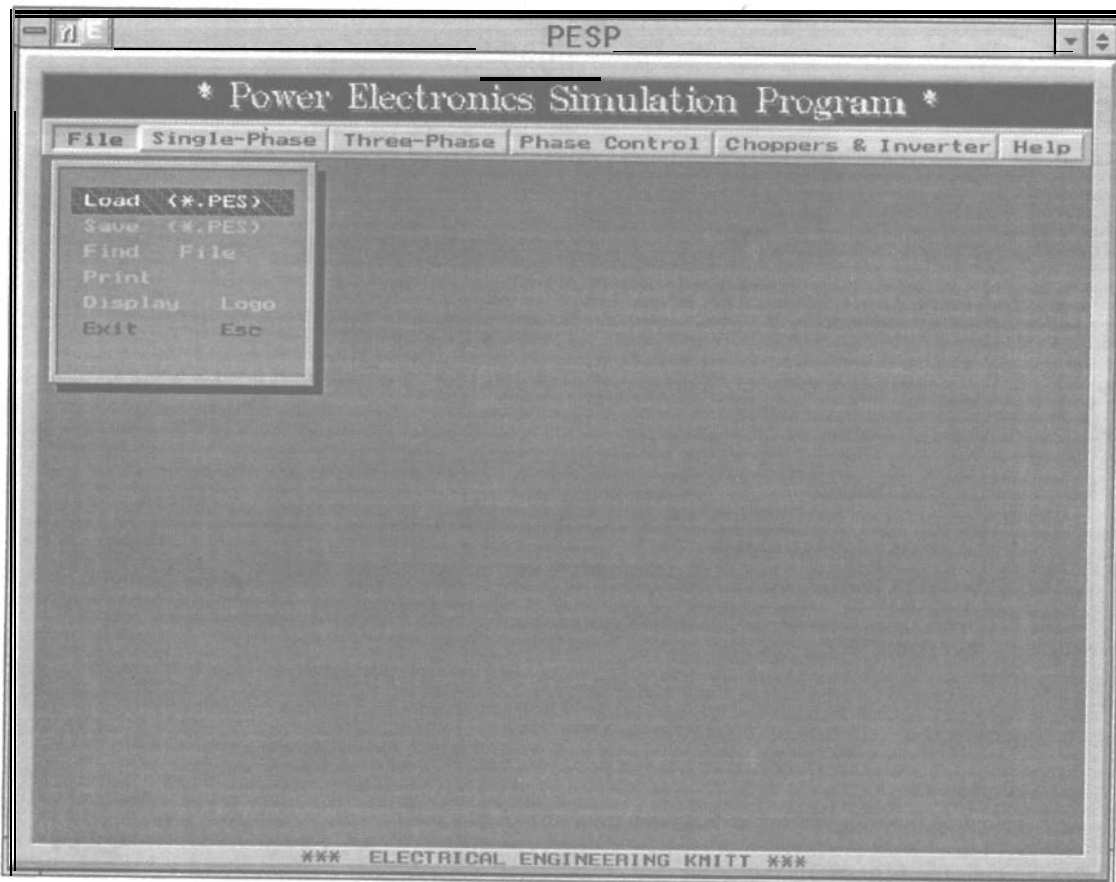 PESP
* Power Electronics Simulation Program *
File Single-Phase Three-Phase Phase Control Choppers & Inverter Help
Load (*.PES)
Save (*.PES)
Find File
Print
Display Logo
Exit Esc
*** ELECTRICAL ENGINEERING KMITT ***